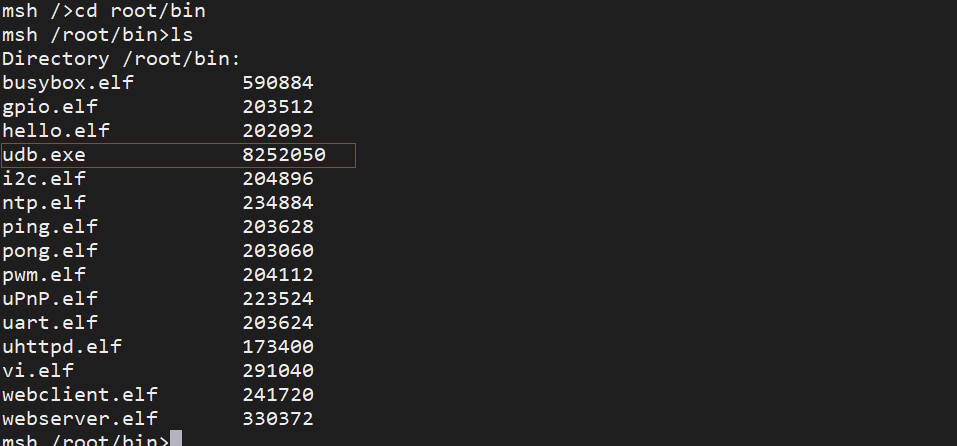 msh />cd root/bin
msh /root/bin>ls
Directory /root/bin:
busybox.elf         590884
gpio.elf            203512
hello.elf           202092
udb.exe             8252050
i2c.elf             204896
ntp.elf             234884
ping.elf            203628
pong.elf            203060
pwm.elf             204112
uPnP.elf            223524
uart.elf            203624
uhttpd.elf          173400
vi.elf              291040
webclient.elf       241720
webserver.elf       330372
msh /root/bin>